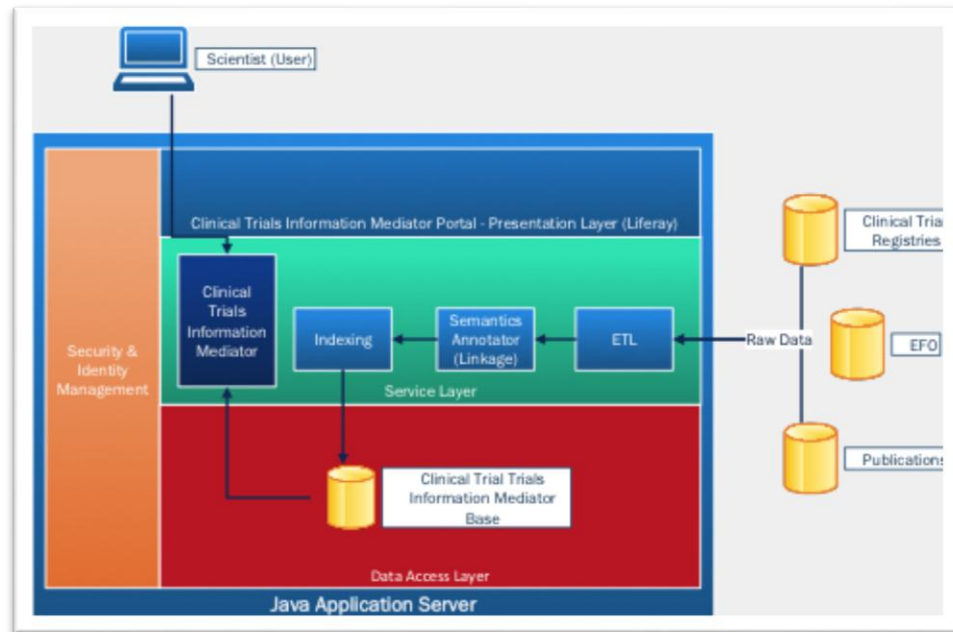 Scientist (User)
Clinical Trials Information Mediator Portal - Presentation Layer (Liferay)
Clinical
Trials
Information
Mediator
Indexing
Semantics
Annotator
(Linkage)
ETL
Raw Data
Clinical Tria
Registries
EFO
Publications
Security &
Identity
Management
Service Layer
Clinical Trial Trials
Information Mediator
Base
Data Access Layer
Java Application Server